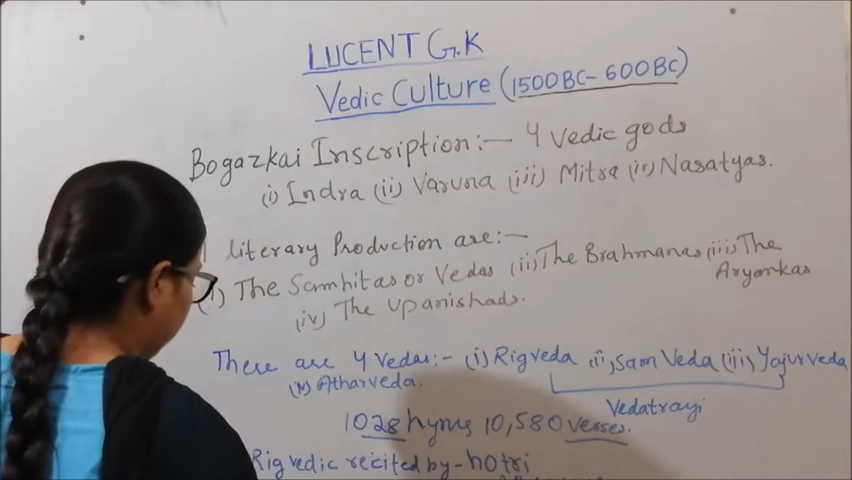 LUCENT G.K
Vedic Culture (1500BC-600BC)
Bogazkai Inscription:- 4 Vedic gods
(i) Indra (ii) Varuna (iii) Mitra (iv) Nasatyas.
literary Production are:-
(i) The Samhitas or Vedas (ii) The Brahmanas (iii) The
Aryankas
(iv) The Upanishads.
There are 4 Vedas:- (i) Rigveda (ii) Sam Veda (iii) Yajurveda
(iv) Atharveda.
Vedatrayi
1028 hyms 10,580 verses.
Rigvedic recited by - hotri